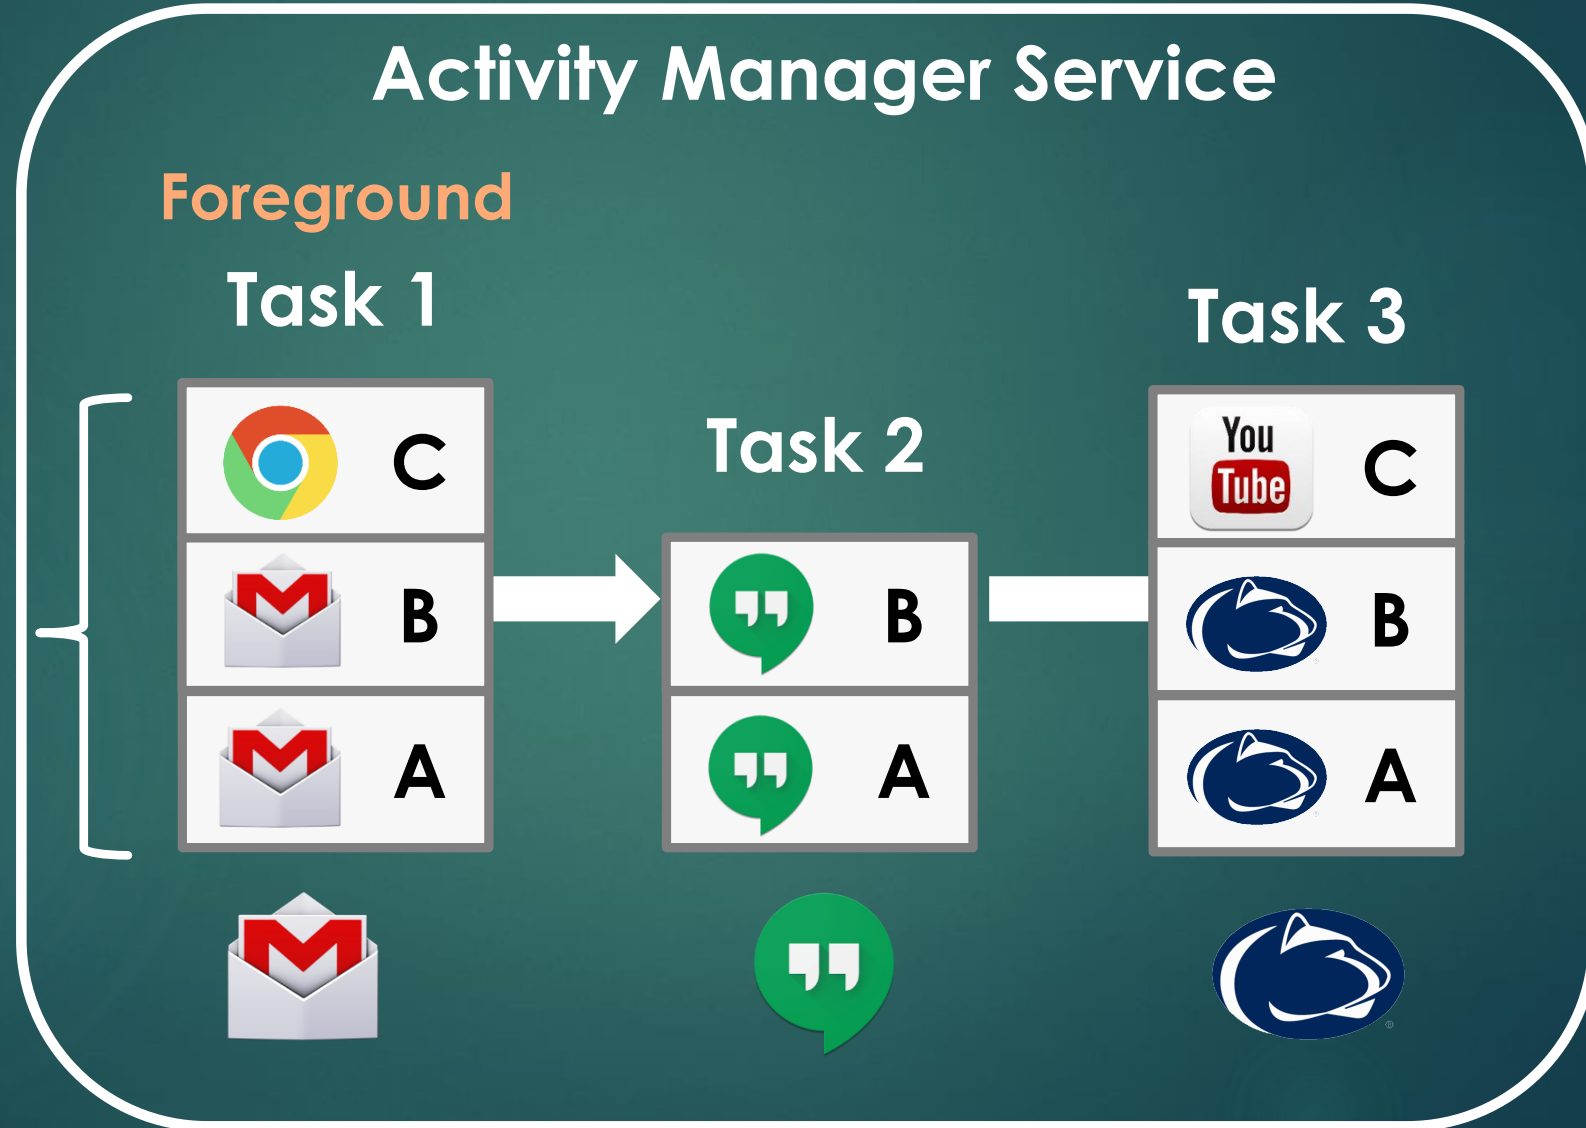 Activity Manager Service
Foreground
Task 1
Task 2
Task 3
C
B
A
B
A
You
Tube
C
B
A